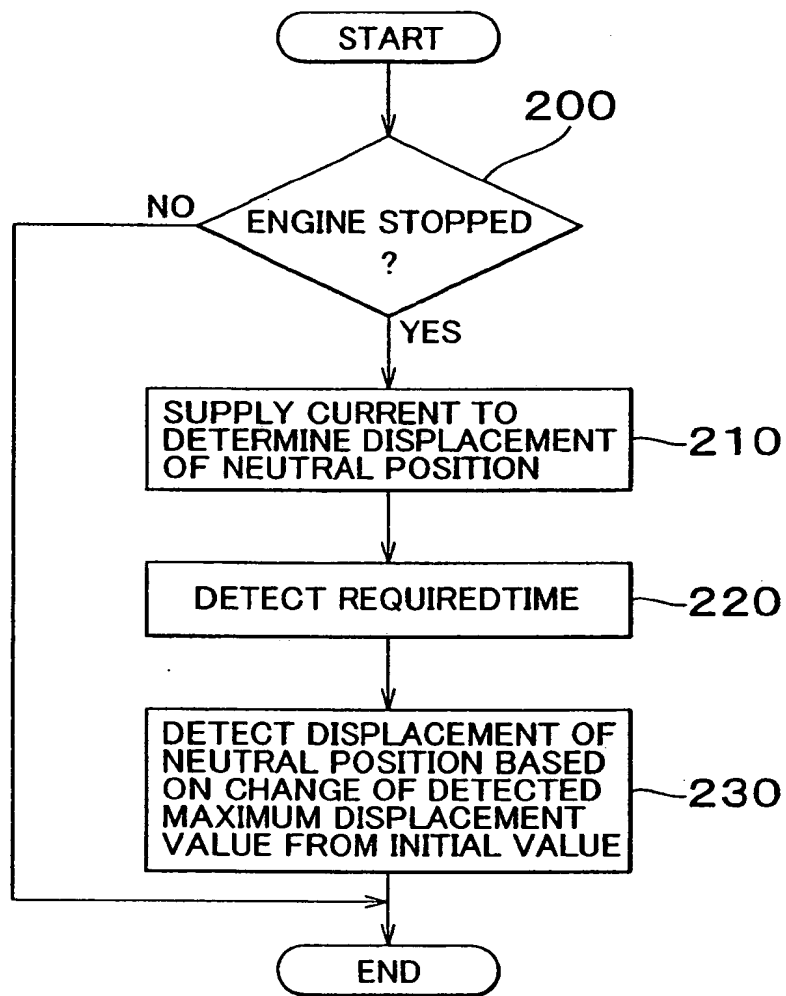 START
200
NO
ENGINE STOPPED
?
YES
SUPPLY CURRENT TO
DETERMINE DISPLACEMENT
OF NEUTRAL POSITION
210
DETECT REQUIREDTIME
220
DETECT DISPLACEMENT OF
NEUTRAL POSITION BASED
ON CHANGE OF DETECTED
MAXIMUM DISPLACEMENT
VALUE FROM INITIAL VALUE
230
END